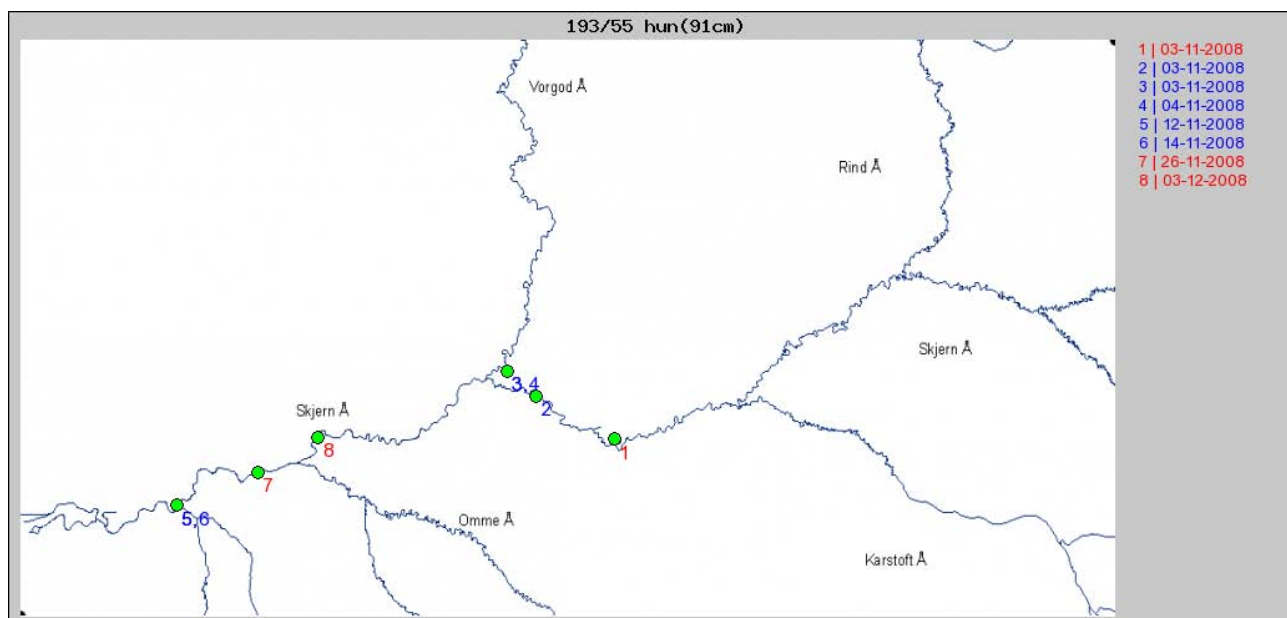 193/55 hun(91cm)
1 | 03-11-2008
2 | 03-11-2008
3 | 03-11-2008
4 | 04-11-2008
5 | 12-11-2008
6 | 14-11-2008
7 | 26-11-2008
8 | 03-12-2008
Vorgod Å
Rind Å
Skjern Å
3,4
2
Skjern Å
8
1
7
5,6
Omme Å
Karstoft Å